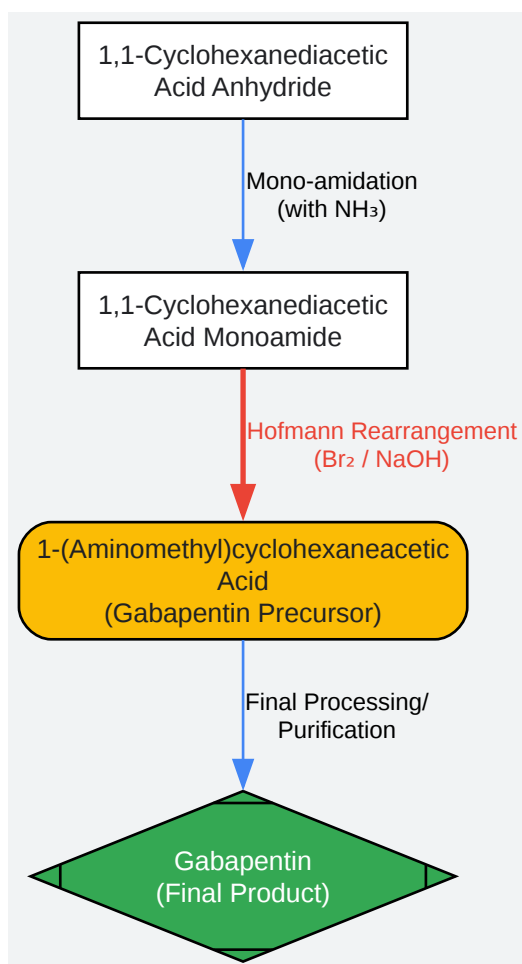 1,1-Cyclohexanediacetic
Acid Anhydride
Mono-amidation
(with NH₃)
1,1-Cyclohexanediacetic
Acid Monoamide
Hofmann Rearrangement
(Br₂ / NaOH)
1-(Aminomethyl)cyclohexaneacetic
Acid
(Gabapentin Precursor)
Final Processing/
Purification
Gabapentin
(Final Product)